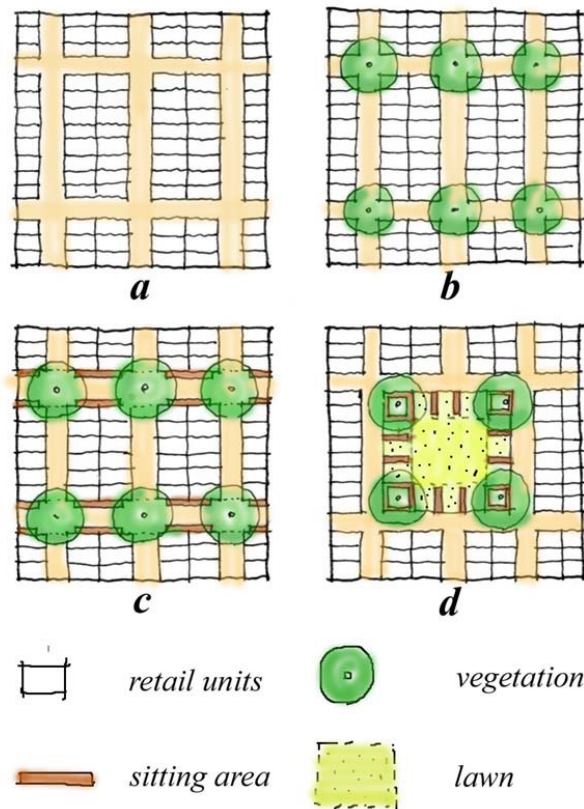 a
b
c
d
retail units
vegetation
sitting area
lawn